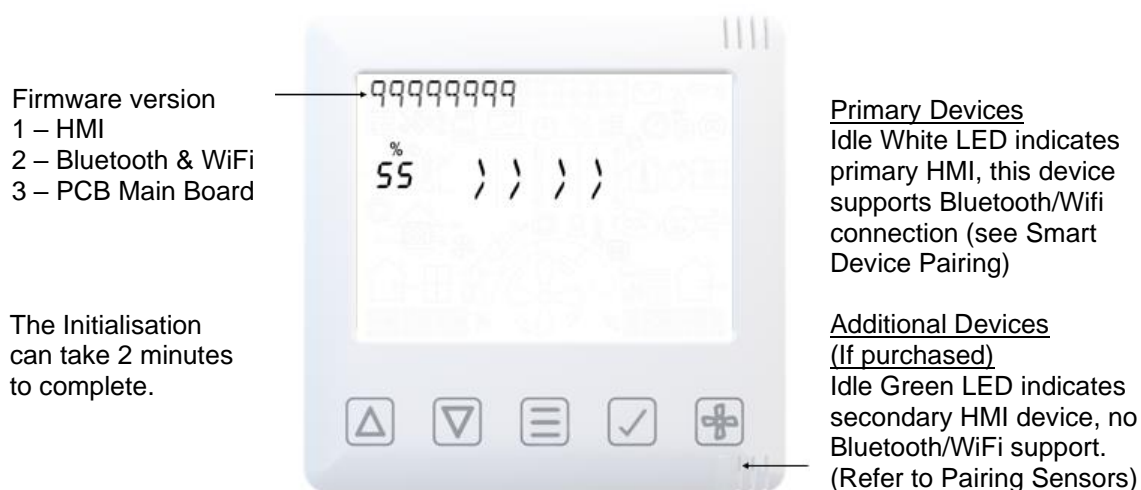 Firmware version
1 – HMI
2 – Bluetooth & WiFi
3 – PCB Main Board
The Initialisation
can take 2 minutes
to complete.
99999999
%
55
Primary Devices
Idle White LED indicates
primary HMI, this device
supports Bluetooth/Wifi
connection (see Smart
Device Pairing)
Additional Devices
(If purchased)
Idle Green LED indicates
secondary HMI device, no
Bluetooth/WiFi support.
(Refer to Pairing Sensors)